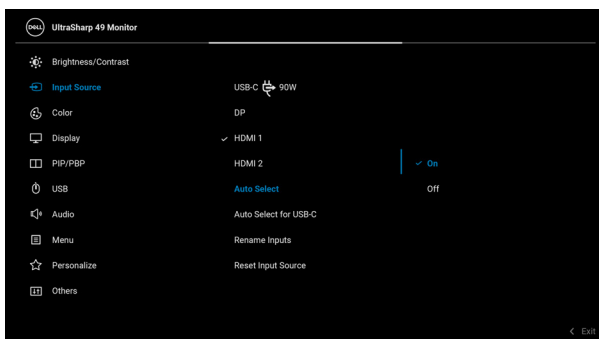 DELL UltraSharp 49 Monitor
Brightness/Contrast
Input Source
USB-C 90W
Color
DP
Display
HDMI 1
PIP/PBP
HDMI 2
On
USB
Auto Select
Off
Audio
Auto Select for USB-C
Menu
Rename Inputs
Personalize
Reset Input Source
Others
Exit